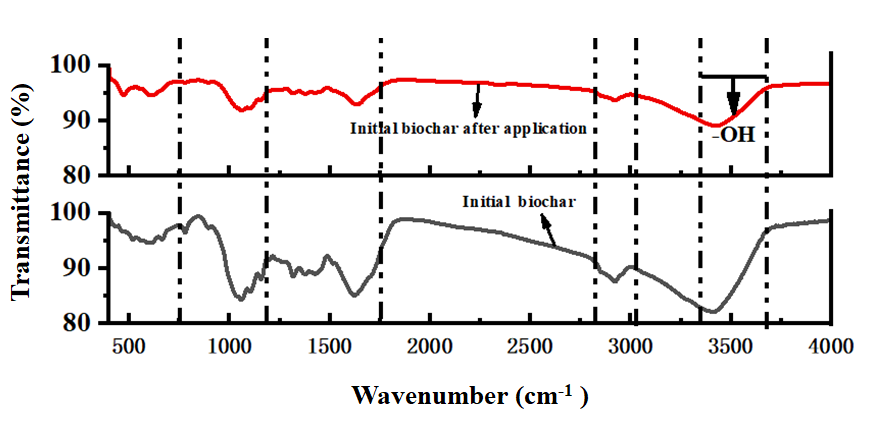 Transmittance (%)
100
90
80
Initial biochar after application
-OH
100
90
80
Initial biochar
500 1000 1500 2000 2500 3000 3500 4000
Wavenumber (cm-1 )